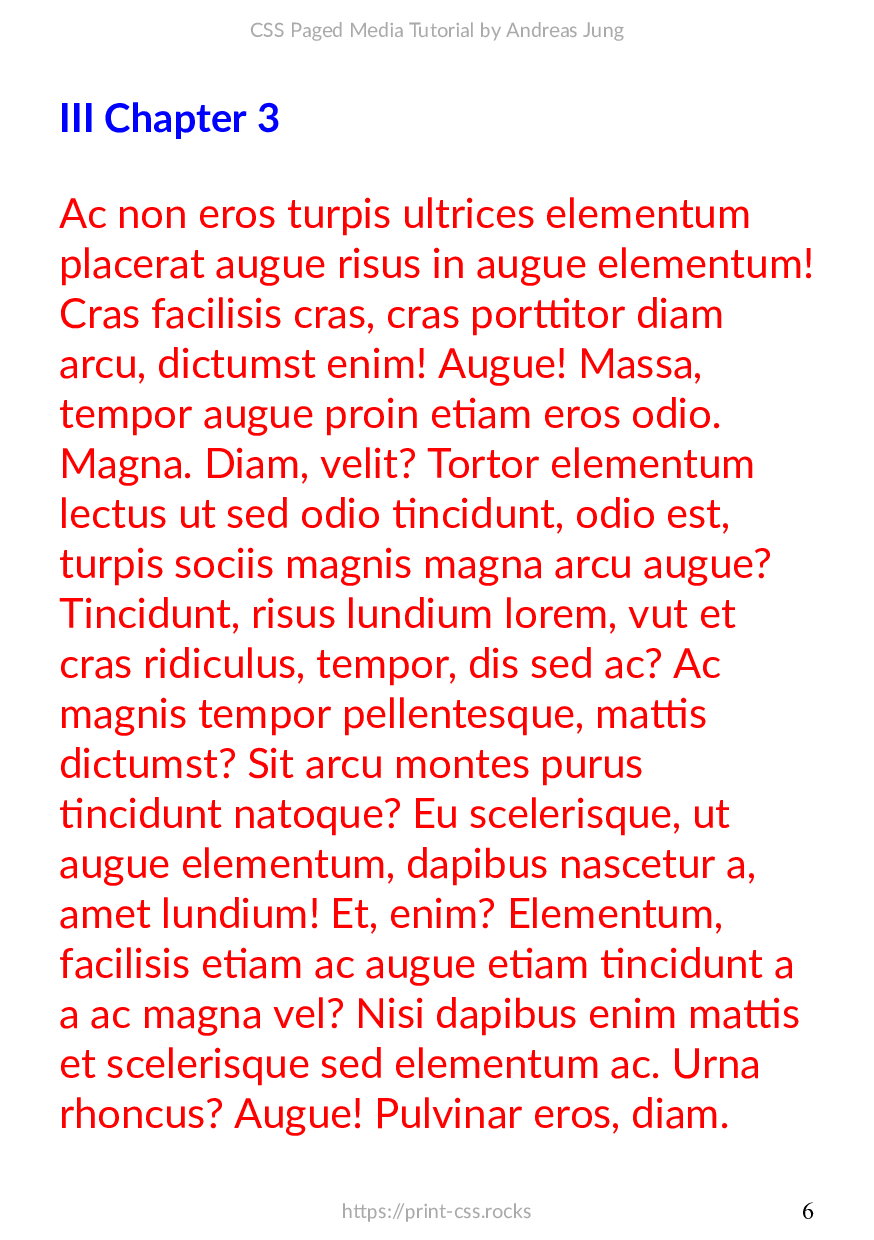 CSS Paged Media Tutorial by Andreas Jung
III Chapter 3
Ac non eros turpis ultrices elementum
placerat augue risus in augue elementum!
Cras facilisis cras, cras porttitor diam
arcu, dictumst enim! Augue! Massa,
tempor augue proin etiam eros odio.
Magna. Diam, velit? Tortor elementum
lectus ut sed odio tincidunt, odio est,
turpis sociis magnis magna arcu augue?
Tincidunt, risus lundium lorem, vut et
cras ridiculus, tempor, dis sed ac? Ac
magnis tempor pellentesque, mattis
dictumst? Sit arcu montes purus
tincidunt natoque? Eu scelerisque, ut
augue elementum, dapibus nascetur a,
amet lundium! Et, enim? Elementum,
facilisis etiam ac augue etiam tincidunt a
a ac magna vel? Nisi dapibus enim mattis
et scelerisque sed elementum ac. Urna
rhoncus? Augue! Pulvinar eros, diam.
https://print-css.rocks 6